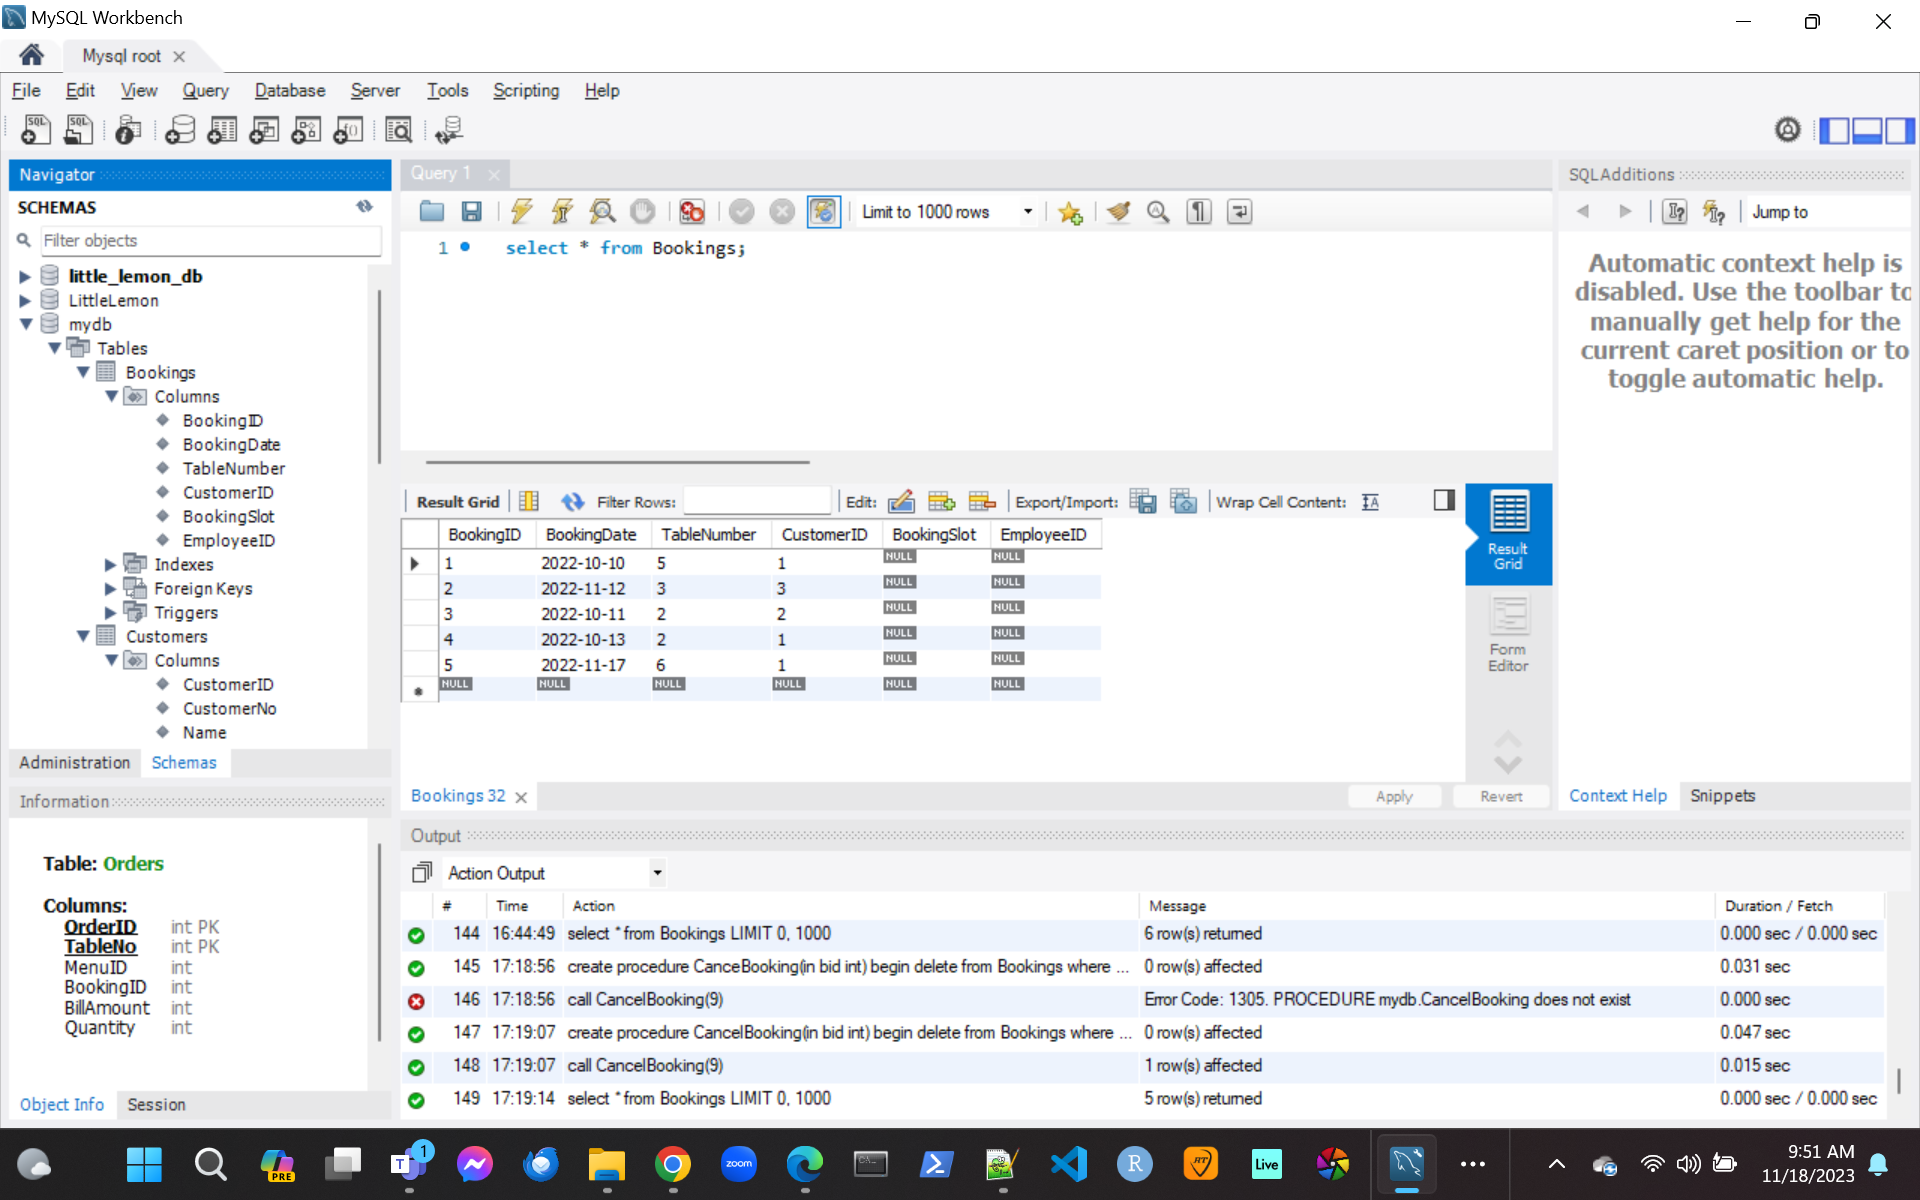 MySQL Workbench
Mysql root
File Edit View Query Database Server Tools Scripting Help
Navigator
SCHEMAS
Filter objects
little_lemon_db
LittleLemon
mydb
Tables
Bookings
Columns
BookingID
BookingDate
TableNumber
CustomerID
BookingSlot
EmployeeID
Indexes
Foreign Keys
Triggers
Customers
Columns
CustomerID
CustomerNo
Name
Administration Schemas
Information
Table: Orders
Columns:
OrderID int PK
TableNo int PK
MenuID int
BookingID int
BillAmount int
Quantity int
Object Info Session
Query 1
Limit to 1000 rows
1 select * from Bookings;
Result Grid Filter Rows: Edit: Export/Import: Wrap Cell Content:
BookingID BookingDate TableNumber CustomerID BookingSlot EmployeeID
1 2022-10-10 5 1 NULL NULL
2 2022-11-12 3 3 NULL NULL
3 2022-10-11 2 2 NULL NULL
4 2022-10-13 2 1 NULL NULL
5 2022-11-17 6 1 NULL NULL
NULL NULL NULL NULL NULL NULL
Result
Grid
Form
Editor
Bookings 32 Apply Revert
SQLAdditions
Jump to
Automatic context help is
disabled. Use the toolbar to
manually get help for the
current caret position or to
toggle automatic help.
Context Help Snippets
Output
Action Output
# Time Action Message Duration / Fetch
144 16:44:49 select * from Bookings LIMIT 0, 1000 6 row(s) returned 0.000 sec / 0.000 sec
145 17:18:56 create procedure CanceBooking(in bid int) begin delete from Bookings where ... 0 row(s) affected 0.031 sec
146 17:18:56 call CancelBooking(9) Error Code: 1305. PROCEDURE mydb.CancelBooking does not exist 0.000 sec
147 17:19:07 create procedure CancelBooking(in bid int) begin delete from Bookings where ... 0 row(s) affected 0.047 sec
148 17:19:07 call CancelBooking(9) 1 row(s) affected 0.015 sec
149 17:19:14 select * from Bookings LIMIT 0, 1000 5 row(s) returned 0.000 sec / 0.000 sec
PRE
T
1
zoom
R
RT
Live
9:51 AM
11/18/2023